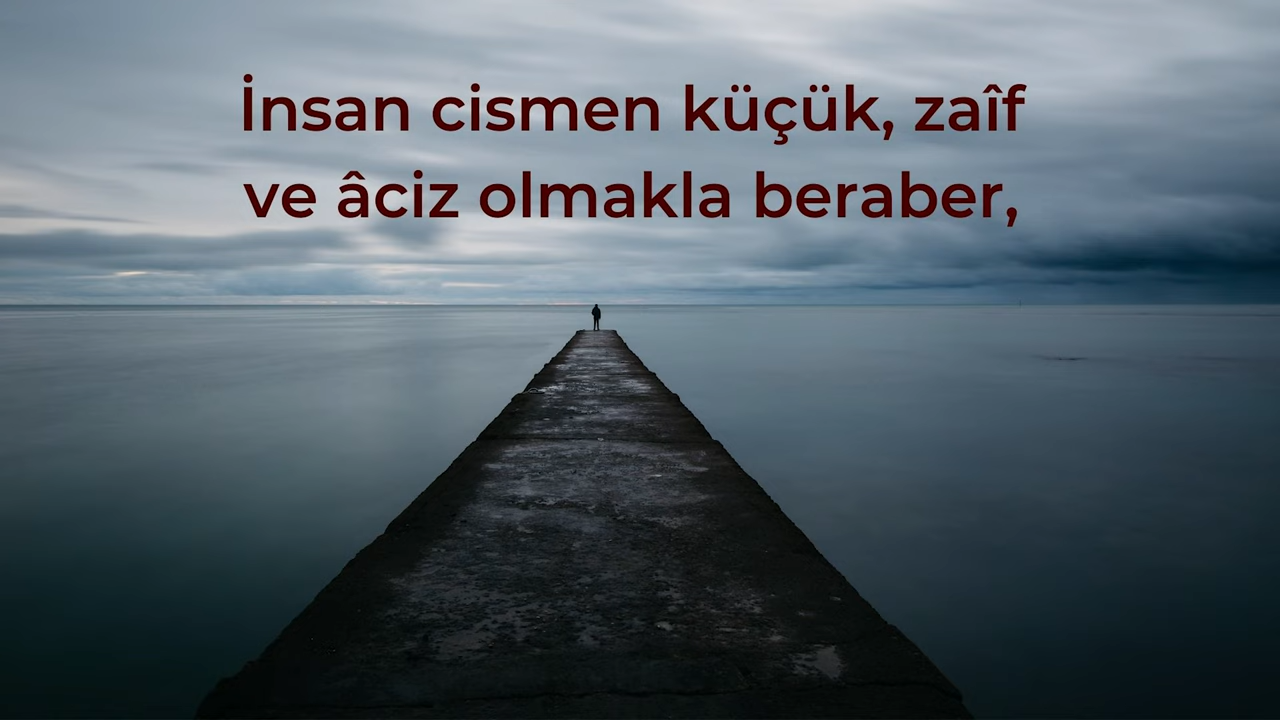 İnsan cismen küçük, zaîf
ve âciz olmakla beraber,